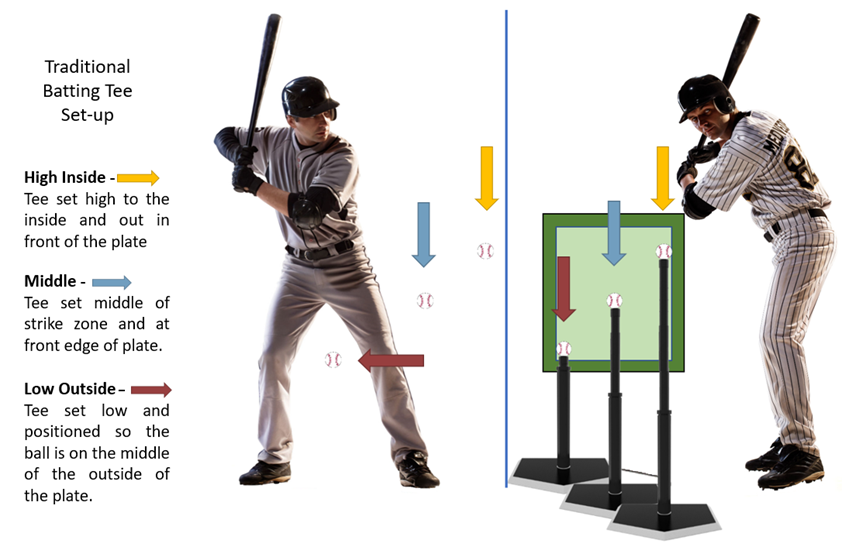 Traditional
Batting Tee
Set-up
High Inside -
Tee set high to the
inside and out in
front of the plate
Middle -
Tee set middle of
strike zone and at
front edge of plate.
Low Outside –
Tee set low and
positioned so the
ball is on the middle
of the outside of
the plate.